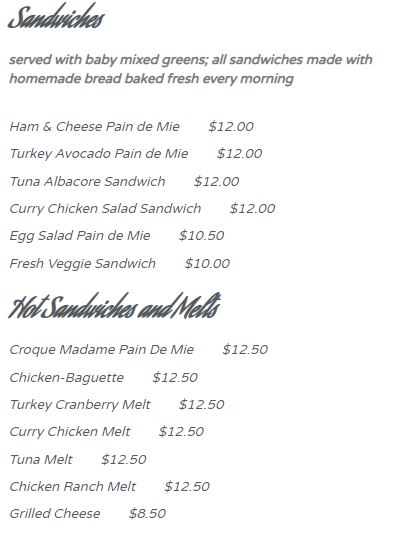 Sandwiches
served with baby mixed greens; all sandwiches made with
homemade bread baked fresh every morning
Ham & Cheese Pain de Mie $12.00
Turkey Avocado Pain de Mie $12.00
Tuna Albacore Sandwich $12.00
Curry Chicken Salad Sandwich $12.00
Egg Salad Pain de Mie $10.50
Fresh Veggie Sandwich $10.00
Hot Sandwiches and Melts
Croque Madame Pain De Mie $12.50
Chicken-Baguette $12.50
Turkey Cranberry Melt $12.50
Curry Chicken Melt $12.50
Tuna Melt $12.50
Chicken Ranch Melt $12.50
Grilled Cheese $8.50